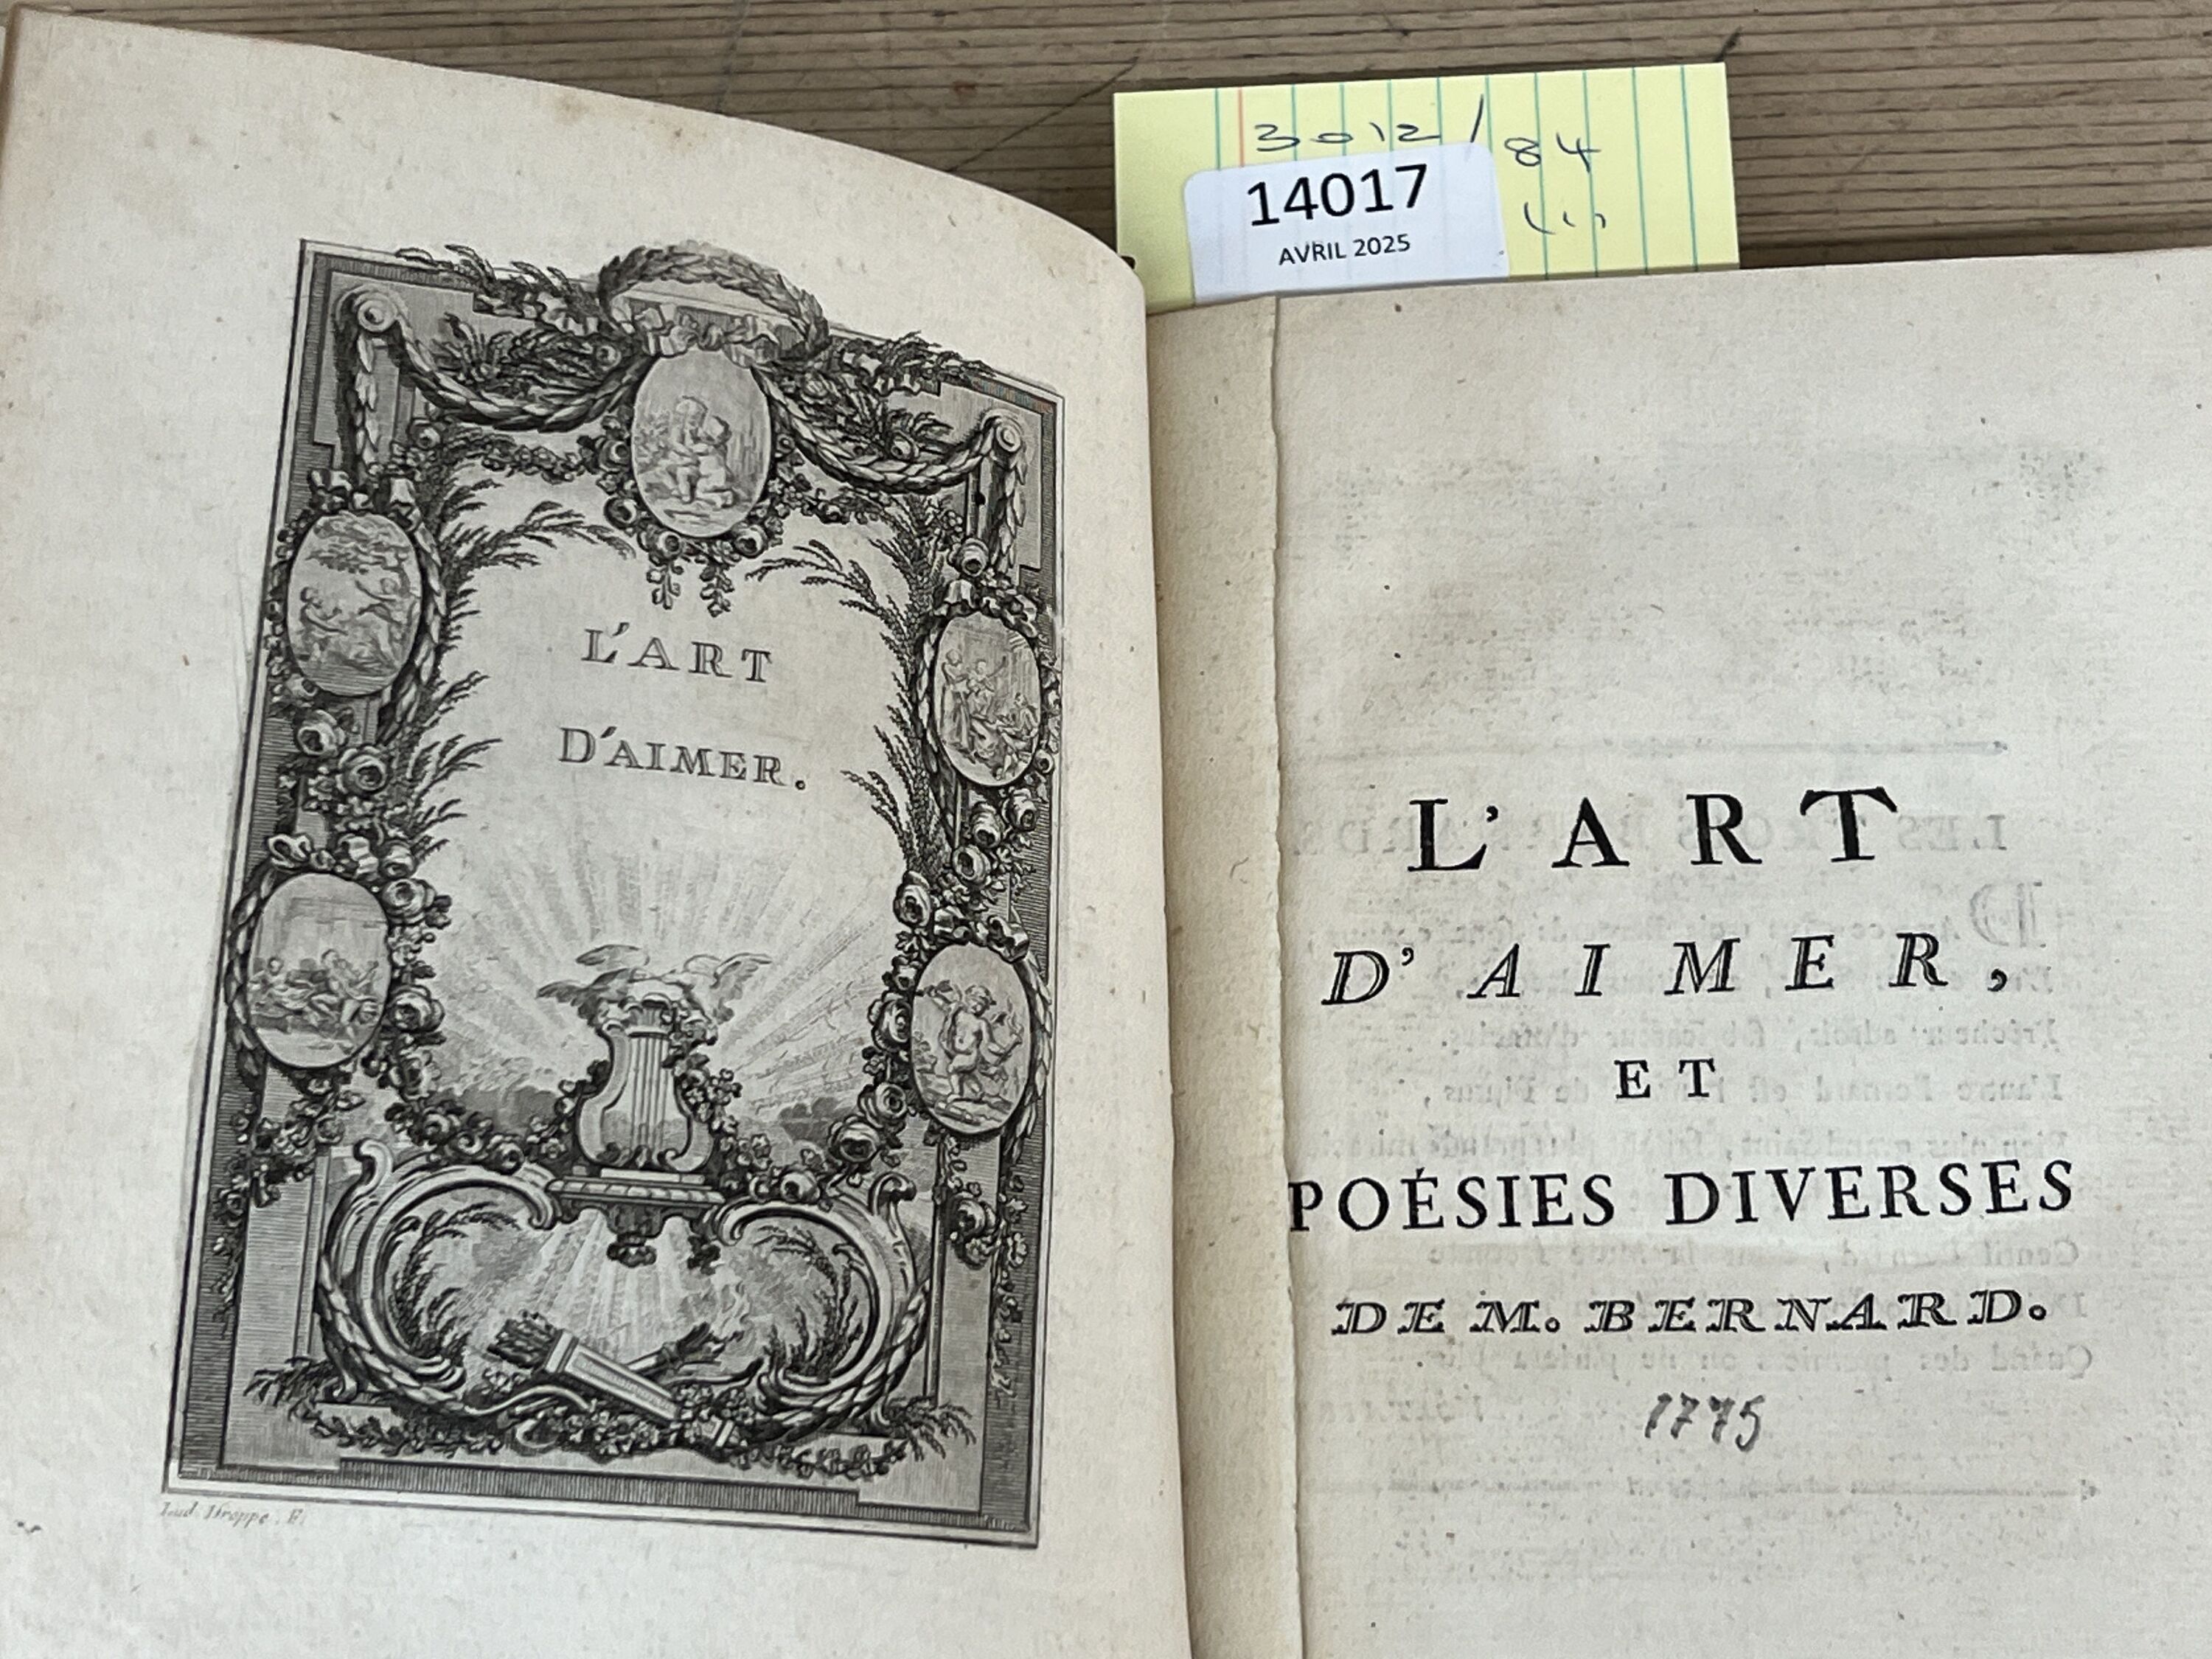 3012/84
14017
AVRIL 2025
L'ART
D'AIMER.
L'ART
D'AIMER,
ET
POÉSIES DIVERSES
DE M. BERNARD.
1775